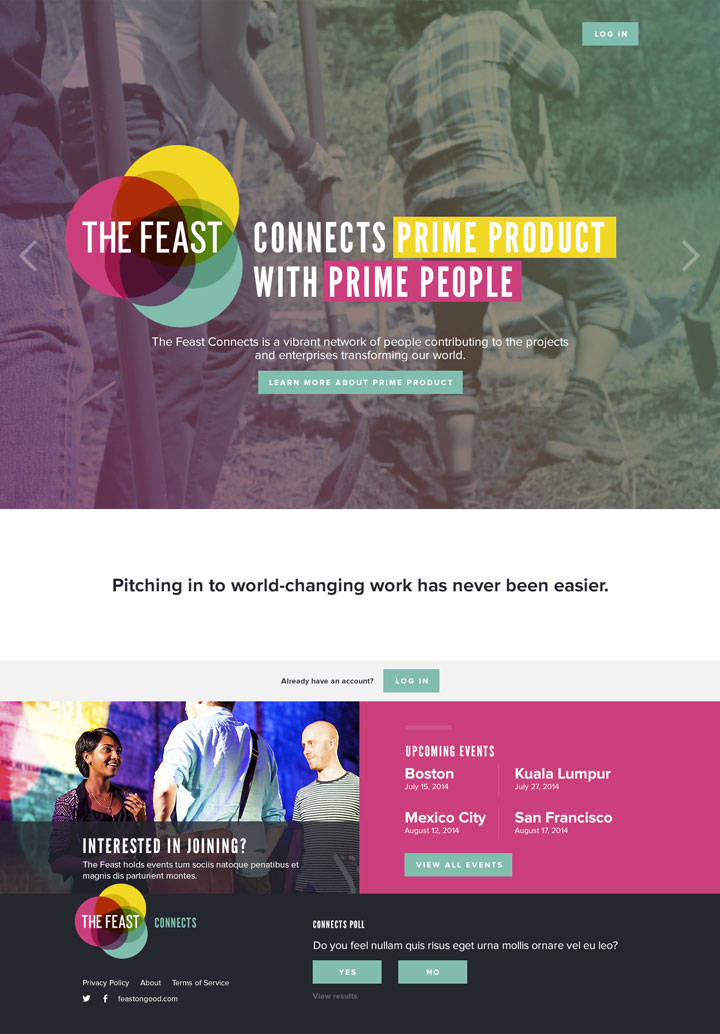 LOG IN
THE FEAST
CONNECTS PRIME PRODUCT
WITH PRIME PEOPLE
The Feast Connects is a vibrant network of people contributing to the projects
and enterprises transforming our world.
LEARN MORE ABOUT PRIME PRODUCT
Pitching in to world-changing work has never been easier.
Already have an account?
LOG IN
INTERESTED IN JOINING?
The Feast holds events tum sociis natoque penatibus et
magnis dis parturient montes.
UPCOMING EVENTS
Boston
July 15, 2014
Kuala Lumpur
July 27, 2014
Mexico City
August 12, 2014
San Francisco
August 17, 2014
VIEW ALL EVENTS
THE FEAST CONNECTS
Privacy Policy About Terms of Service
feastongood.com
CONNECTS POLL
Do you feel nullam quis risus eget urna mollis ornare vel eu leo?
YES NO
View results